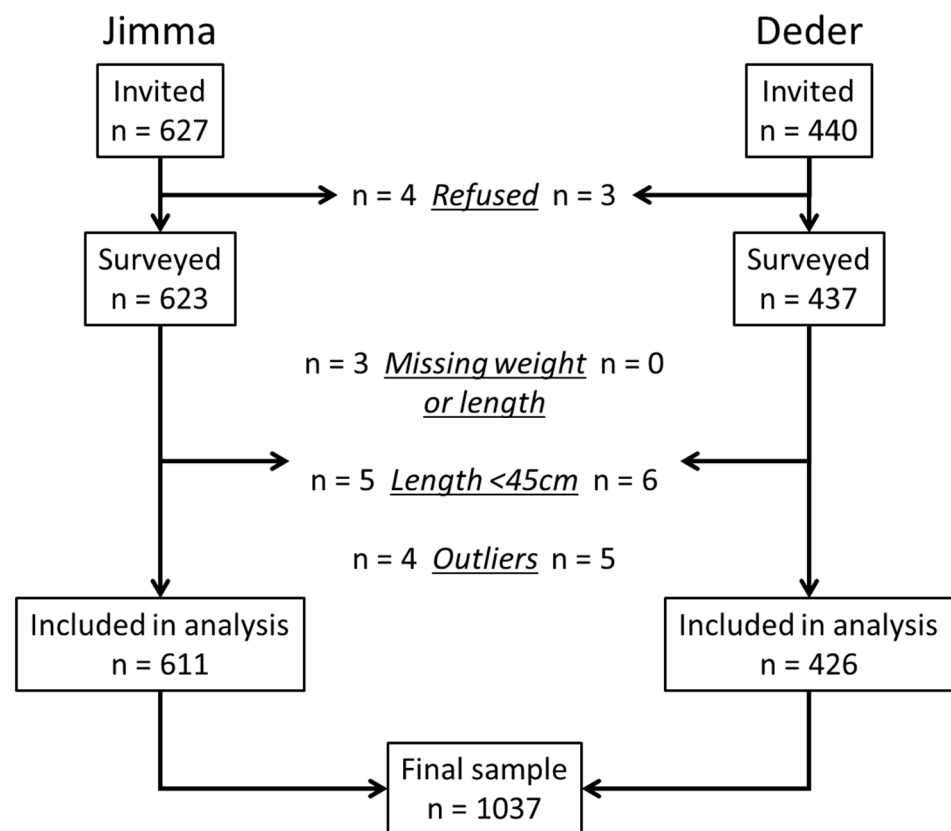 Jimma
Deder
Invited
n = 627
Invited
n = 440
n = 4 Refused n = 3
Surveyed
n = 623
Surveyed
n = 437
n = 3 Missing weight n = 0
or length
n = 5 Length <45cm n = 6
n = 4 Outliers n = 5
Included in analysis
n = 611
Included in analysis
n = 426
Final sample
n = 1037